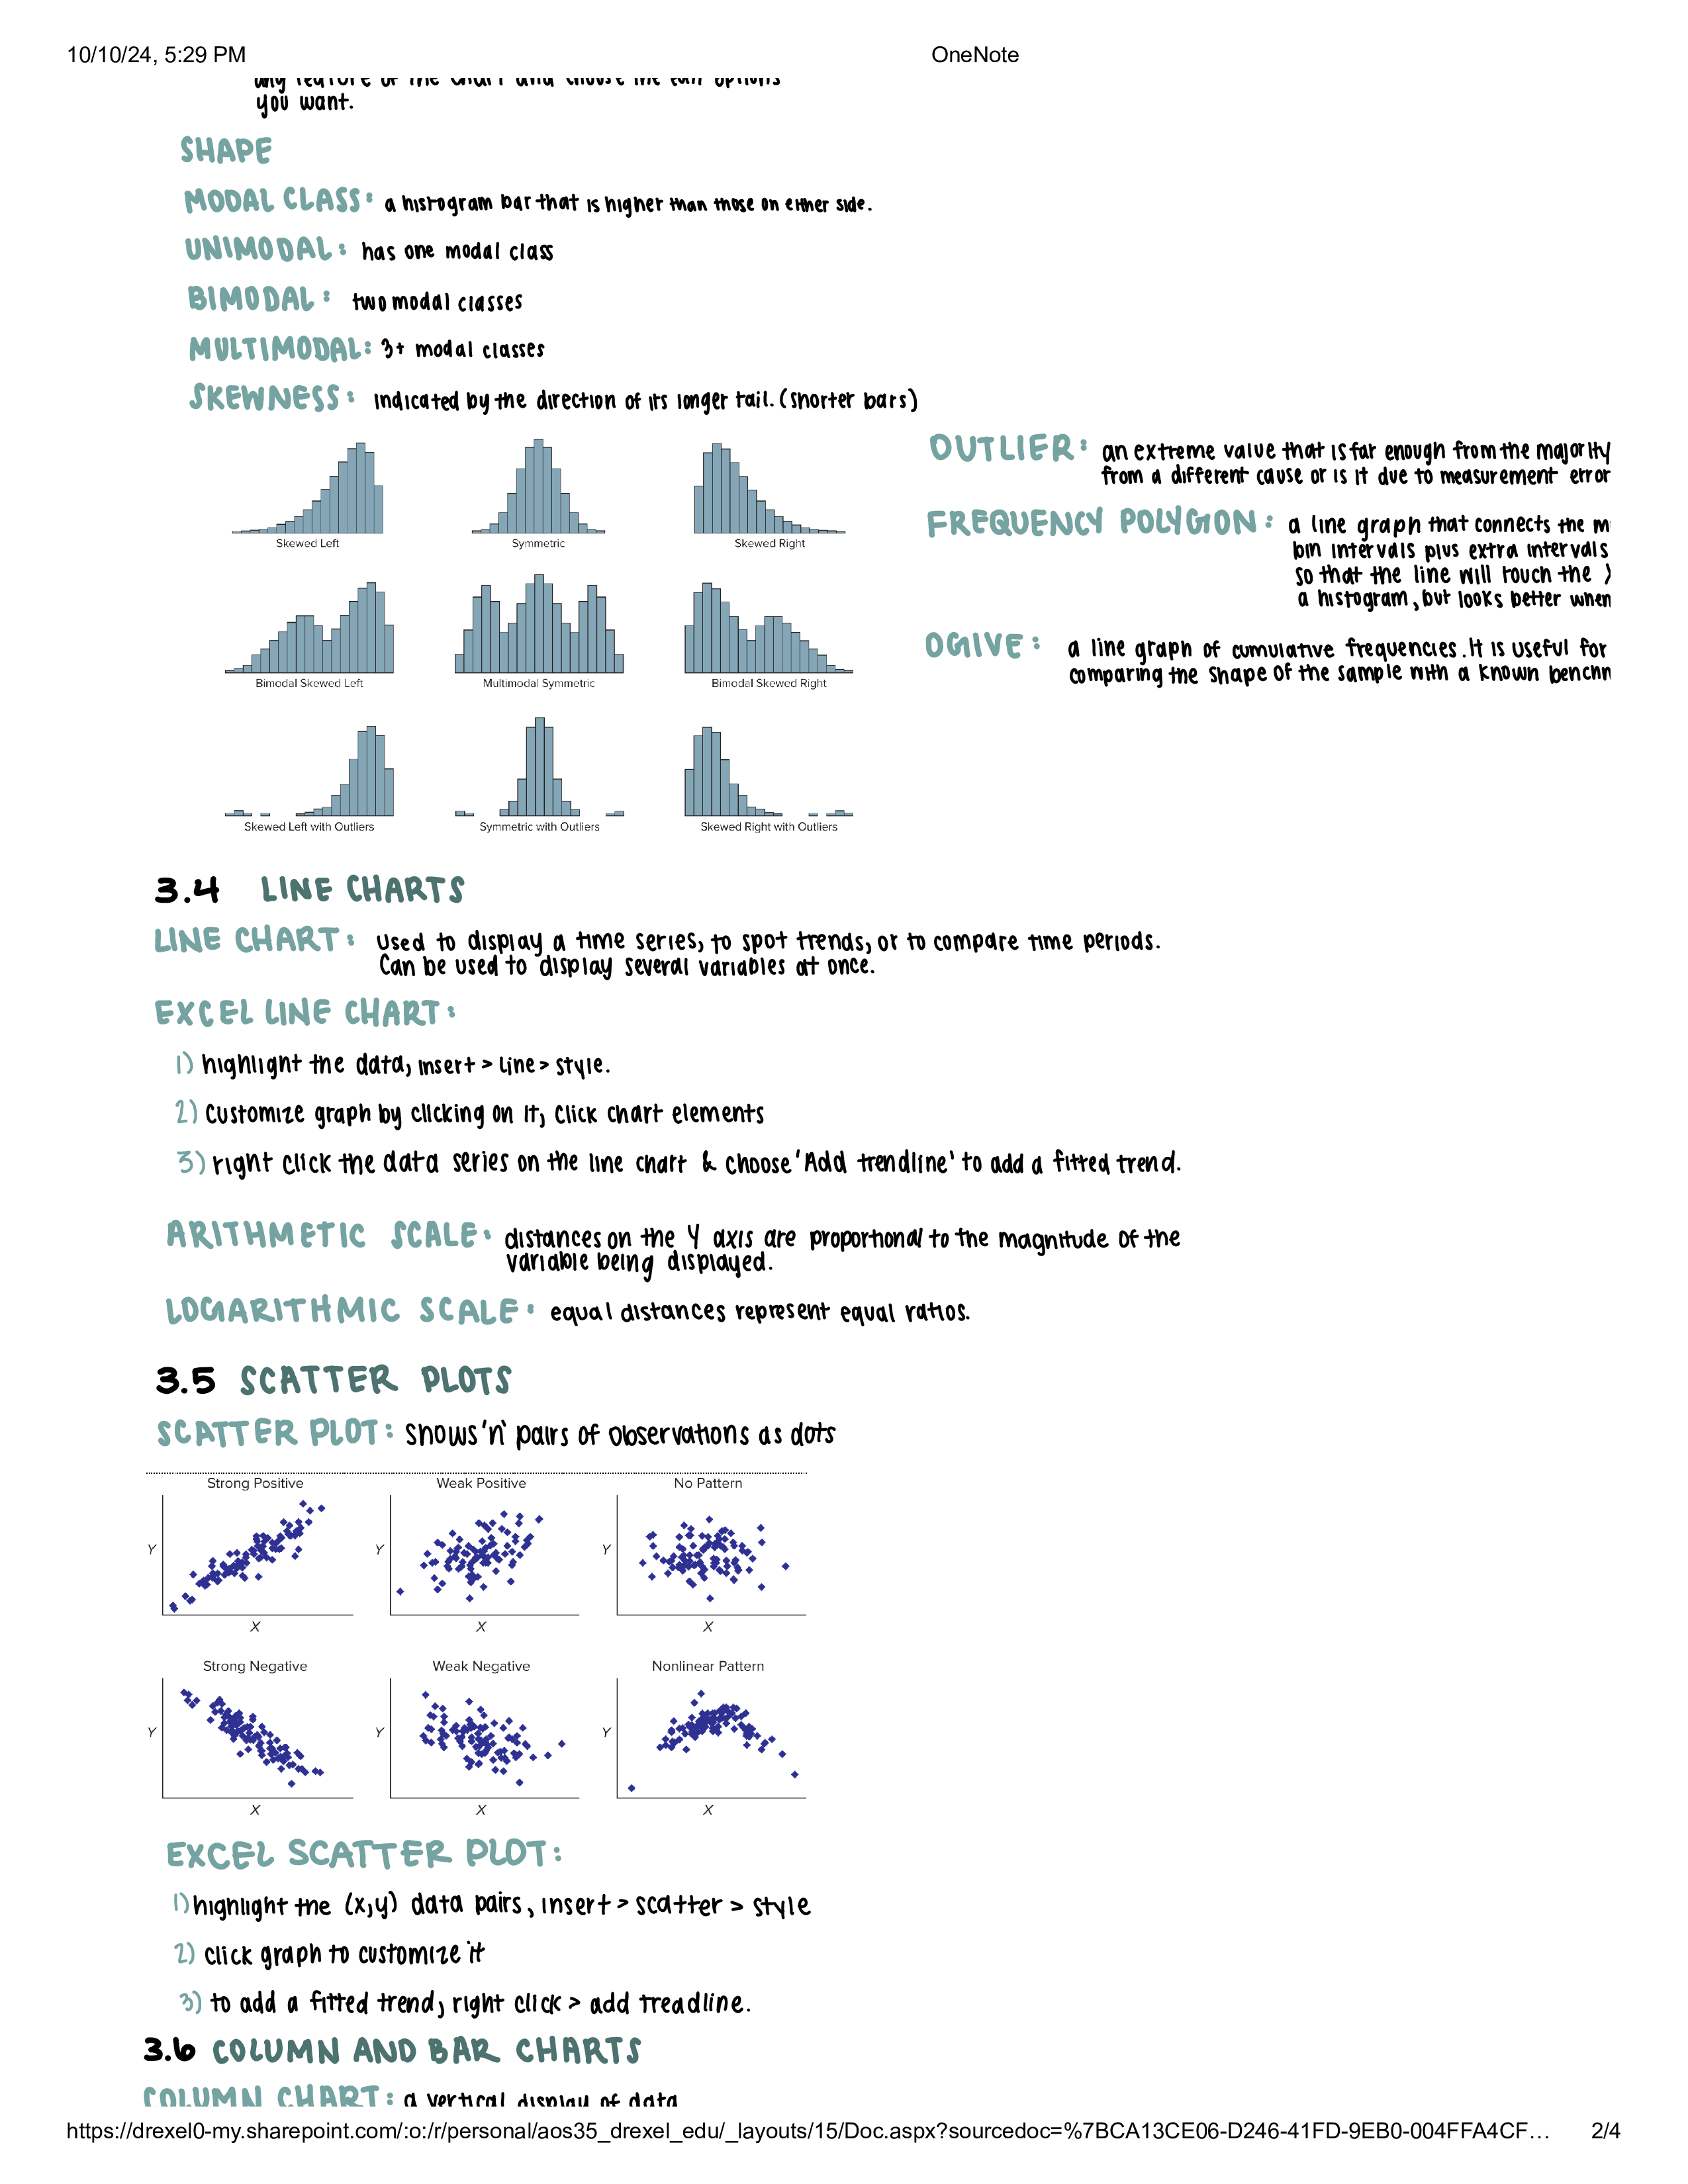 10/10/24, 5:29 PM
OneNote
any feature of the chart and choose the edit options
you want.
SHAPE
MODAL CLASS: a histogram bar that is higher than those on either side.
UNIMODAL: has one modal class
BIMODAL: two modal classes
MULTIMODAL: 3+ modal classes
SKEWNESS: indicated by the direction of its longer tail. (shorter bars)
Skewed Left
Symmetric
Skewed Right
Bimodal Skewed Left
Multimodal Symmetric
Bimodal Skewed Right
Skewed Left with Outliers
Symmetric with Outliers
Skewed Right with Outliers
OUTLIER: an extreme value that is far enough from the majority
from a different cause or is it due to measurement error
FREQUENCY POLYGION: a line graph that connects the m
bin intervals plus extra intervals
so that the line will touch the
a histogram, but looks better when
OGIVE: a line graph of cumulative frequencies. It is useful for
comparing the shape of the sample with a known
3.4 LINE CHARTS
LINE CHART: Used to display a time series, to spot trends, or to compare time periods.
Can be used to display several variables at once.
EXCEL LINE CHART:
1) highlight the data, insert > Line > style.
2) Customize graph by clicking on it, click chart elements
3) right click the data series on the line chart & choose 'Add trendline' to add a fitted trend.
ARITHMETIC SCALE: distances on the Y axis are proportional to the magnitude of the
variable being displayed.
LOGARITHMIC SCALE: equal distances represent equal ratios.
3.5 SCATTER PLOTS
SCATTER PLOT: Shows 'n' pairs of observations as dots
Strong Positive
Weak Positive
No Pattern
Y
Y
Y
X
X
X
Strong Negative
Weak Negative
Nonlinear Pattern
Y
Y
Y
X
X
X
EXCEL SCATTER PLOT:
1) highlight the (x,y) data pairs, insert > scatter > style
2) click graph to customize it
3) to add a fitted trend, right click > add treadline.
3.6 COLUMN AND BAR CHARTS
COLUMN CHART: a vertical display of data
https://drexel0-my.sharepoint.com/:o:/r/personal/aos35_drexel_edu/_layouts/15/Doc.aspx?sourcedoc=%7BCA13CE06-D246-41FD-9EB0-004FFA4CF…
2/4